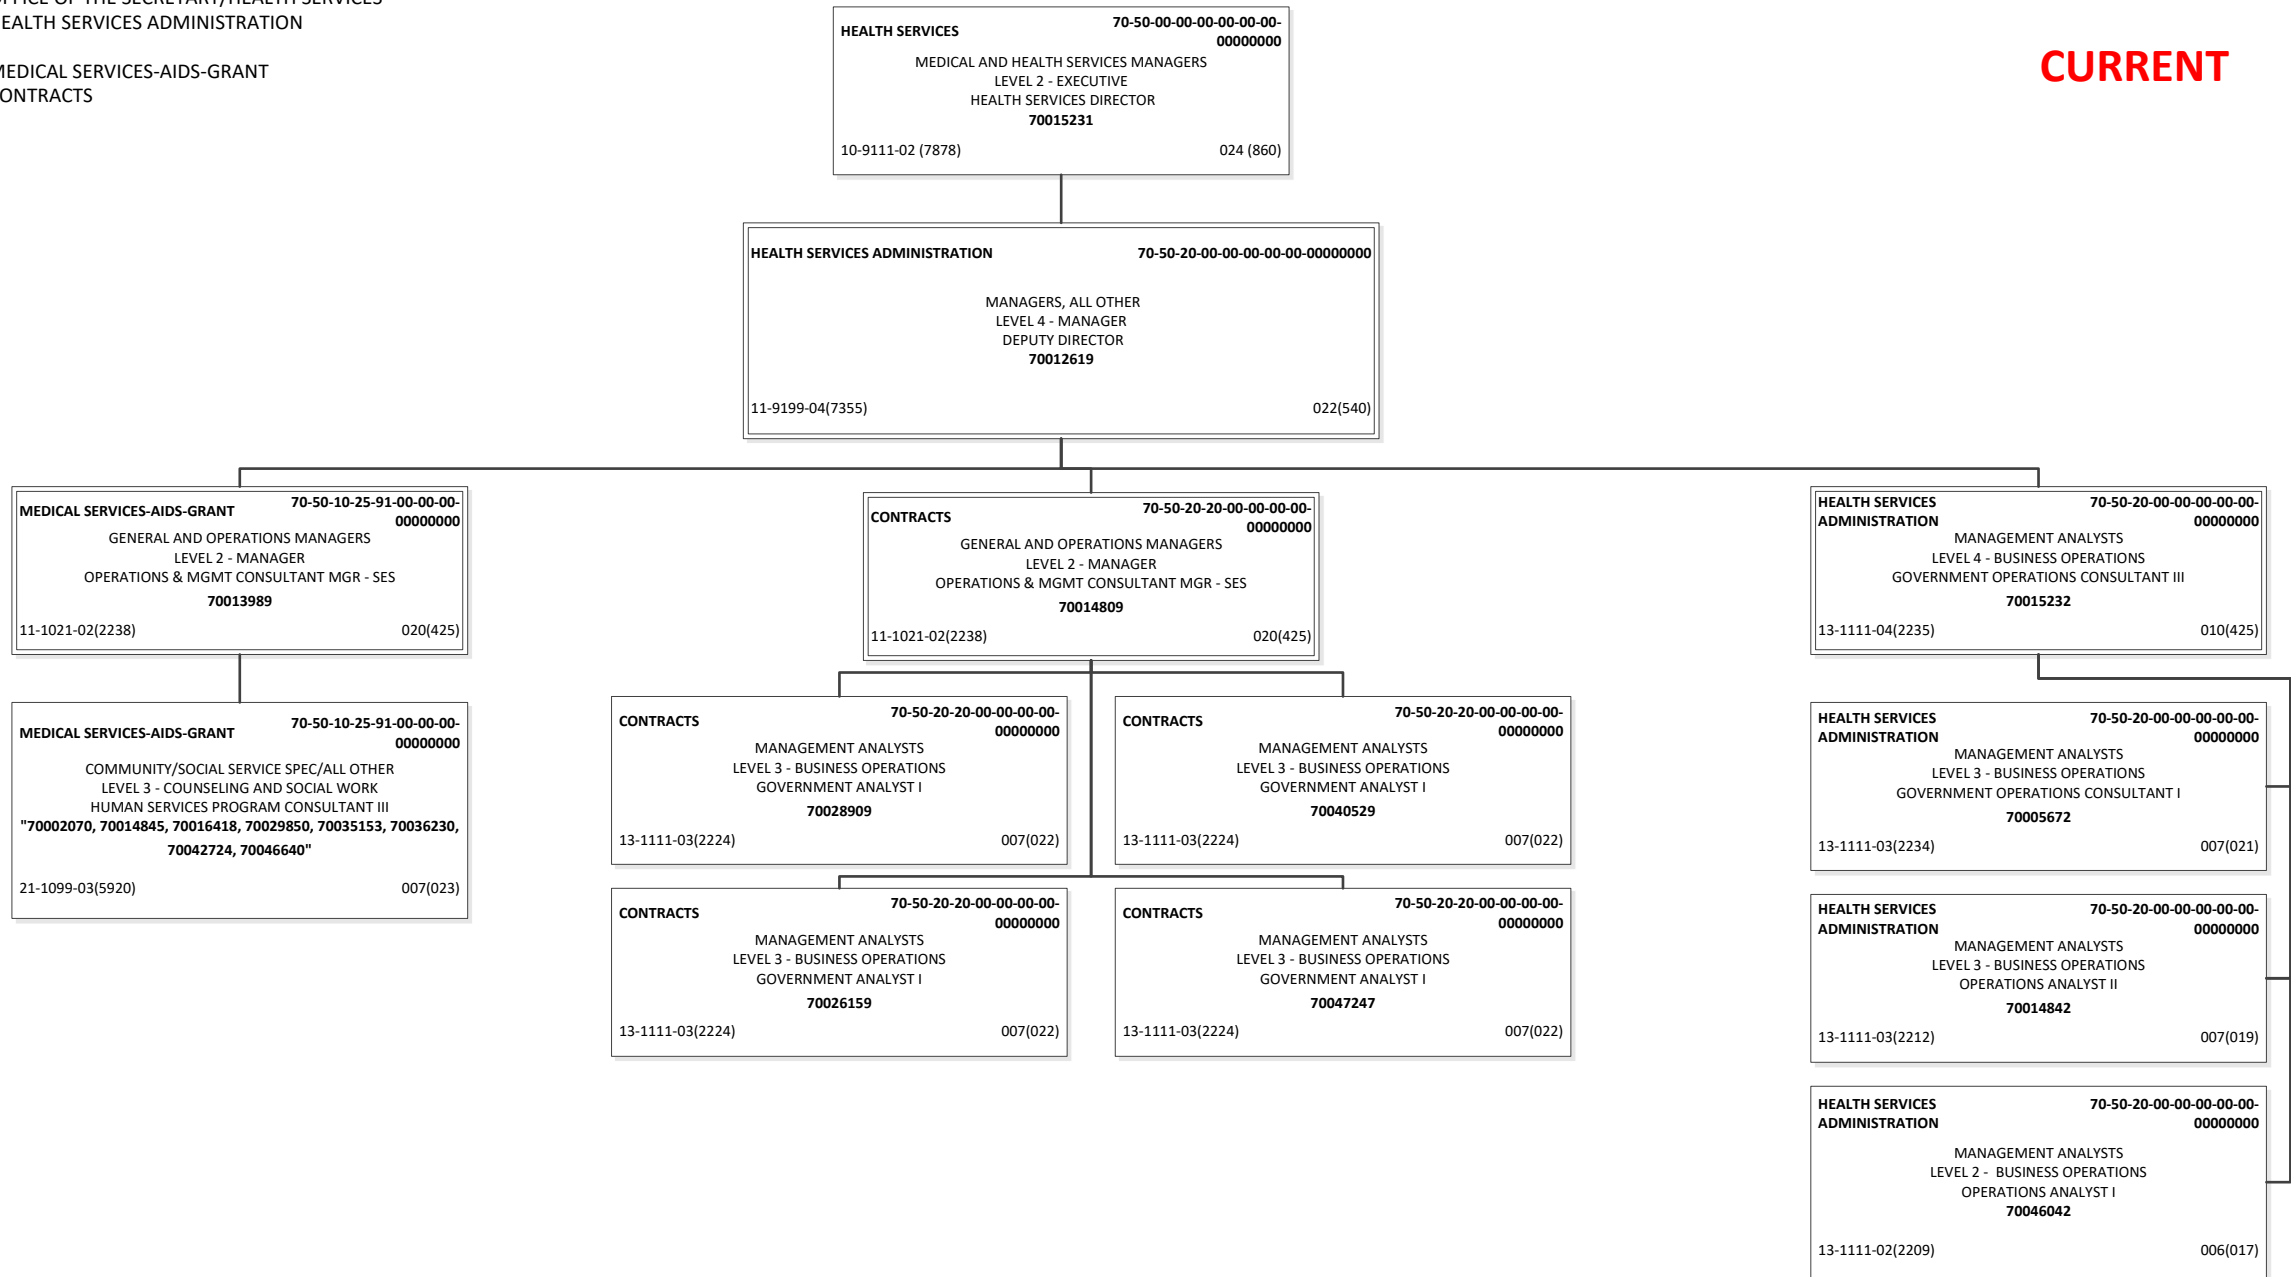 OFFICE OF THE SECRETARY/HEALTH SERVICES
HEALTH SERVICES ADMINISTRATION
MEDICAL SERVICES-AIDS-GRANT
CONTRACTS
CURRENT
HEALTH SERVICES
70-50-00-00-00-00-00-00-
00000000
MEDICAL AND HEALTH SERVICES MANAGERS
LEVEL 2 - EXECUTIVE
HEALTH SERVICES DIRECTOR
70015231
10-9111-02 (7878)
024 (860)
HEALTH SERVICES ADMINISTRATION
70-50-20-00-00-00-00-00-00000000
MANAGERS, ALL OTHER
LEVEL 4 - MANAGER
DEPUTY DIRECTOR
70012619
11-9199-04(7355)
022(540)
MEDICAL SERVICES-AIDS-GRANT
70-50-10-25-91-00-00-00-
00000000
GENERAL AND OPERATIONS MANAGERS
LEVEL 2 - MANAGER
OPERATIONS & MGMT CONSULTANT MGR - SES
70013989
11-1021-02(2238)
020(425)
CONTRACTS
70-50-20-20-00-00-00-00-
00000000
GENERAL AND OPERATIONS MANAGERS
LEVEL 2 - MANAGER
OPERATIONS & MGMT CONSULTANT MGR - SES
70014809
11-1021-02(2238)
020(425)
HEALTH SERVICES
ADMINISTRATION
70-50-20-00-00-00-00-00-
00000000
MANAGEMENT ANALYSTS
LEVEL 4 - BUSINESS OPERATIONS
GOVERNMENT OPERATIONS CONSULTANT III
70015232
13-1111-04(2235)
010(425)
MEDICAL SERVICES-AIDS-GRANT
70-50-10-25-91-00-00-00-
00000000
COMMUNITY/SOCIAL SERVICE SPEC/ALL OTHER
LEVEL 3 - COUNSELING AND SOCIAL WORK
HUMAN SERVICES PROGRAM CONSULTANT III
"70002070, 70014845, 70016418, 70029850, 70035153, 70036230,
70042724, 70046640"
21-1099-03(5920)
007(023)
CONTRACTS
70-50-20-20-00-00-00-00-
00000000
MANAGEMENT ANALYSTS
LEVEL 3 - BUSINESS OPERATIONS
GOVERNMENT ANALYST I
70028909
13-1111-03(2224)
007(022)
CONTRACTS
70-50-20-20-00-00-00-00-
00000000
MANAGEMENT ANALYSTS
LEVEL 3 - BUSINESS OPERATIONS
GOVERNMENT ANALYST I
70040529
13-1111-03(2224)
007(022)
HEALTH SERVICES
ADMINISTRATION
70-50-20-00-00-00-00-00-
00000000
MANAGEMENT ANALYSTS
LEVEL 3 - BUSINESS OPERATIONS
GOVERNMENT OPERATIONS CONSULTANT I
70005672
13-1111-03(2234)
007(021)
CONTRACTS
70-50-20-20-00-00-00-00-
00000000
MANAGEMENT ANALYSTS
LEVEL 3 - BUSINESS OPERATIONS
GOVERNMENT ANALYST I
70026159
13-1111-03(2224)
007(022)
CONTRACTS
70-50-20-20-00-00-00-00-
00000000
MANAGEMENT ANALYSTS
LEVEL 3 - BUSINESS OPERATIONS
GOVERNMENT ANALYST I
70047247
13-1111-03(2224)
007(022)
HEALTH SERVICES
ADMINISTRATION
70-50-20-00-00-00-00-00-
00000000
MANAGEMENT ANALYSTS
LEVEL 3 - BUSINESS OPERATIONS
OPERATIONS ANALYST II
70014842
13-1111-03(2212)
007(019)
HEALTH SERVICES
ADMINISTRATION
70-50-20-00-00-00-00-00-
00000000
MANAGEMENT ANALYSTS
LEVEL 2 - BUSINESS OPERATIONS
OPERATIONS ANALYST I
70046042
13-1111-02(2209)
006(017)